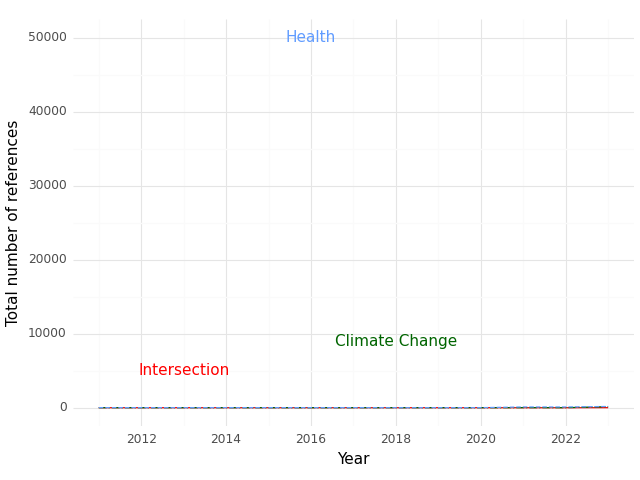 Health
Climate Change
Intersection
50000
40000
30000
20000
10000
0
2012
2014
2016
2018
2020
2022
Year
Total number of references